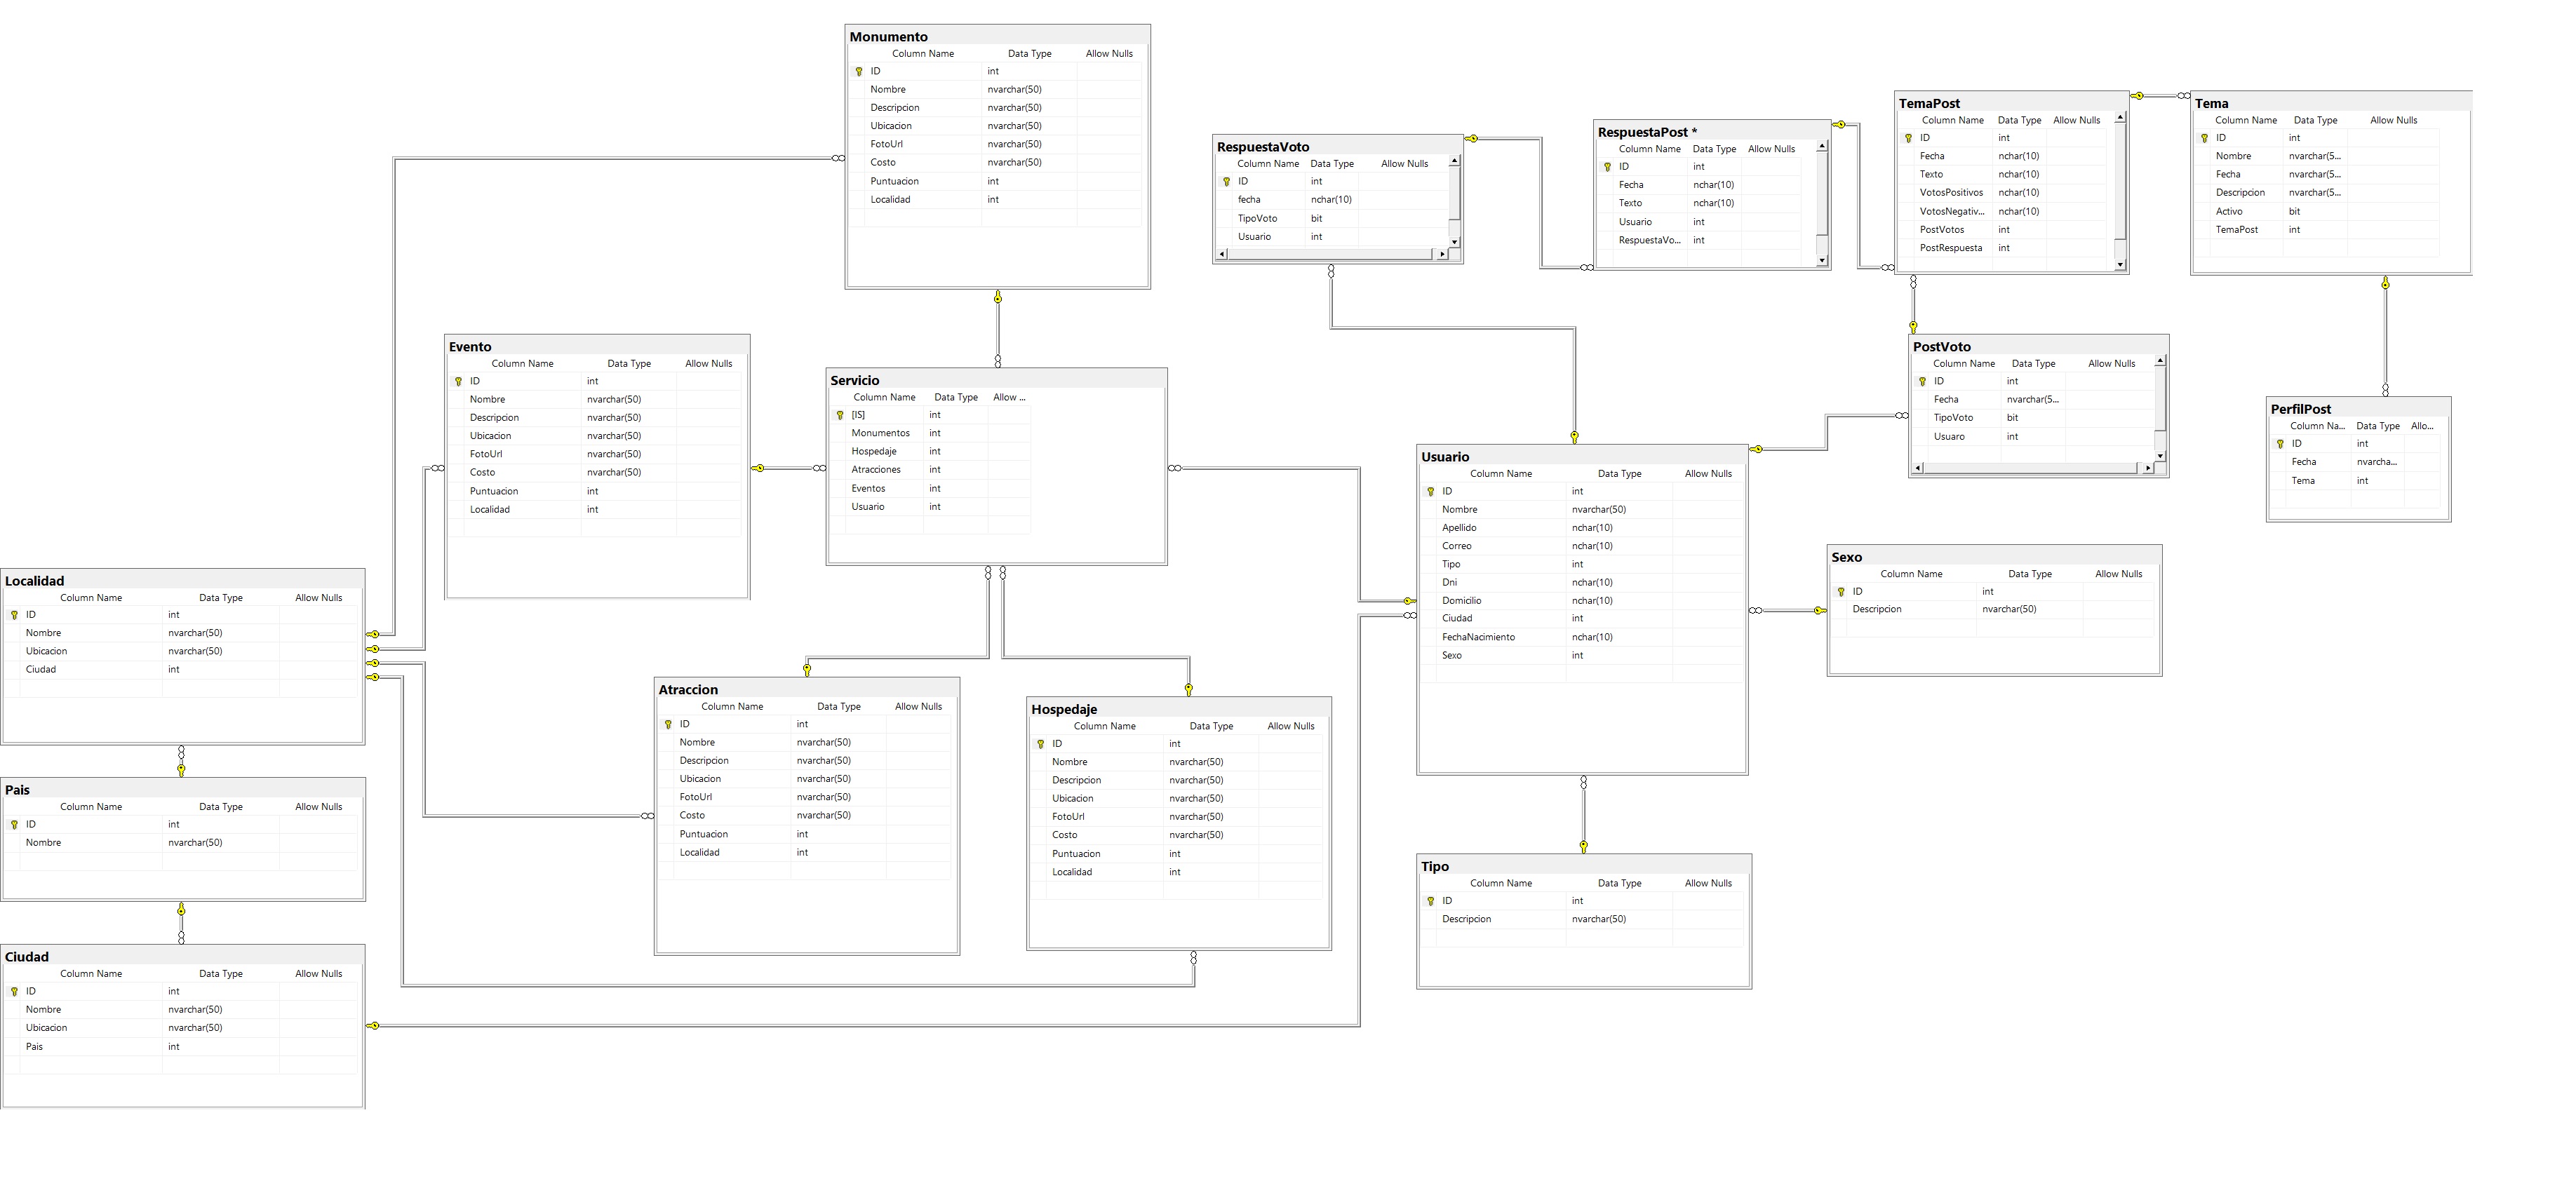 Monumento
Column Name Data Type Allow Nulls
ID int
Nombre nvarchar(50)
Descripcion nvarchar(50)
Ubicacion nvarchar(50)
FotoUrl nvarchar(50)
Costo nvarchar(50)
Puntuacion int
Localidad int
RespuestaVoto
Column Name Data Type Allow Nulls
ID int
fecha nchar(10)
TipoVoto bit
Usuario int
RespuestaPost *
Column Name Data Type Allow Nulls
ID int
Fecha nchar(10)
Texto nchar(10)
Usuario int
RespuestaVo... int
TemaPost
Column Name Data Type Allow Nulls
ID int
Fecha nchar(10)
Texto nchar(10)
VotosPositivos nchar(10)
VotosNegativ... nchar(10)
PostVotos int
PostRespuesta int
Tema
Column Name Data Type Allow Nulls
ID int
Nombre nvarchar(5...
Fecha nvarchar(5...
Descripcion nvarchar(5...
Activo bit
TemaPost int
Evento
Column Name Data Type Allow Nulls
ID int
Nombre nvarchar(50)
Descripcion nvarchar(50)
Ubicacion nvarchar(50)
FotoUrl nvarchar(50)
Costo nvarchar(50)
Puntuacion int
Localidad int
Servicio
Column Name Data Type Allow ...
[IS] int
Monumentos int
Hospedaje int
Atracciones int
Eventos int
Usuario int
PostVoto
Column Name Data Type Allow Nulls
ID int
Fecha nvarchar(5...
TipoVoto bit
Usuaro int
PerfilPost
Column Na... Data Type Allo...
ID int
Fecha nvarcha...
Tema int
Usuario
Column Name Data Type Allow Nulls
ID int
Nombre nvarchar(50)
Apellido nchar(10)
Correo nchar(10)
Tipo int
Dni nchar(10)
Domicilio nchar(10)
Ciudad int
FechaNacimiento nchar(10)
Sexo int
Sexo
Column Name Data Type Allow Nulls
ID int
Descripcion nvarchar(50)
Localidad
Column Name Data Type Allow Nulls
ID int
Nombre nvarchar(50)
Ubicacion nvarchar(50)
Ciudad int
Atraccion
Column Name Data Type Allow Nulls
ID int
Nombre nvarchar(50)
Descripcion nvarchar(50)
Ubicacion nvarchar(50)
FotoUrl nvarchar(50)
Costo nvarchar(50)
Puntuacion int
Localidad int
Hospedaje
Column Name Data Type Allow Nulls
ID int
Nombre nvarchar(50)
Descripcion nvarchar(50)
Ubicacion nvarchar(50)
FotoUrl nvarchar(50)
Costo nvarchar(50)
Puntuacion int
Localidad int
Pais
Column Name Data Type Allow Nulls
ID int
Nombre nvarchar(50)
Tipo
Column Name Data Type Allow Nulls
ID int
Descripcion nvarchar(50)
Ciudad
Column Name Data Type Allow Nulls
ID int
Nombre nvarchar(50)
Ubicacion nvarchar(50)
Pais int